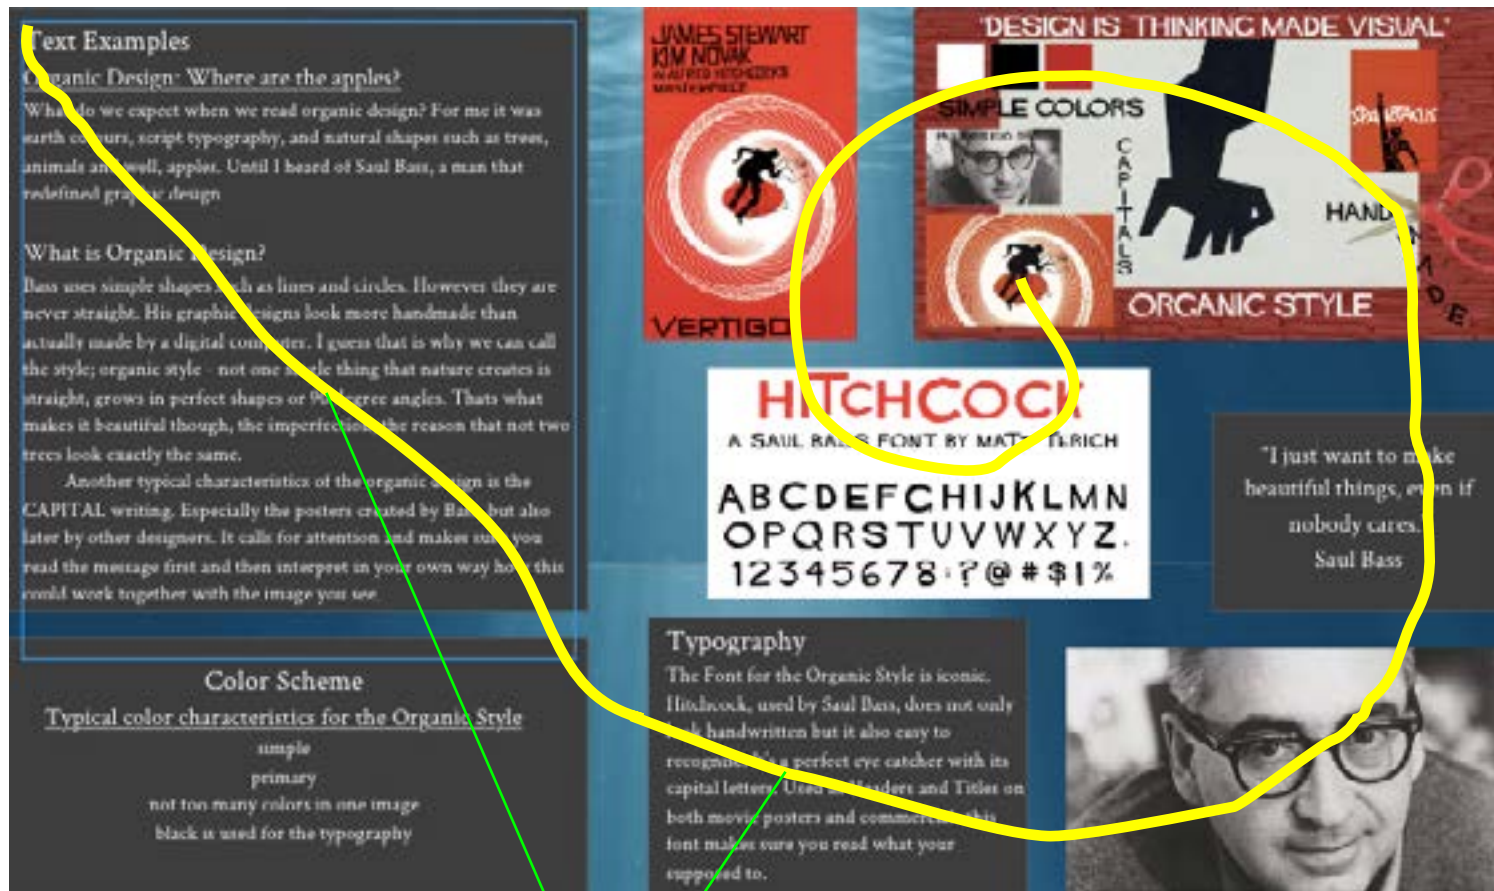 Text Examples
Organic Design: Where are the apples?
What do we expect when we read organic design? For me it was
earth colours, script typography, and natural shapes such as trees,
animals and well, apples. Until I heard of Saul Bass, a man that
redefined graphic design
What is Organic Design?
Bass uses simple shapes such as lines and circles. However they are
never straight. His graphic designs look more handmade than
actually made by a digital computer. I guess that is why we can call
the style; organic style - not one single thing that nature creates is
straight, grows in perfect shapes or 90 degree angles. Thats what
makes it beautiful though, the imperfection, the reason that not two
trees look exactly the same.
Another typical characteristics of the organic design is the
CAPITAL writing. Especially the posters created by Bass but also
later by other designers. It calls for attention and makes sure you
read the message first and then interpret in your own way how this
could work together with the image you see
Color Scheme
Typical color characteristics for the Organic Style
simple
primary
not too many colors in one image
black is used for the typography
JAMES STEWART
KIM NOVAK
IN ALFRED HITCHCOCK'S
MASTERPIECE
VERTIGO
"DESIGN IS THINKING MADE VISUAL"
SIMPLE COLORS
CAPITALS
SPARTACUS
HAND
MADE
ORGANIC STYLE
HITCHCOCK
A SAUL BASS FONT BY MATT TERICH
ABCDEFGHIJKLMN
OPQRSTUVWXYZ.
12345678:?@#$!%
"I just want to make
beautiful things, even if
nobody cares."
Saul Bass
Typography
The Font for the Organic Style is iconic.
Hitchcock, used by Saul Bass, does not only
look handwritten but it also easy to
a perfect eye catcher with its
capital letters. Used as Headers and Titles on
both movie posters and commercials this
font makes sure you read what your
supposed to.